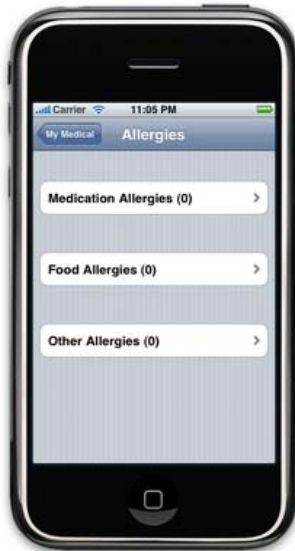 Carrier 11:05 PM
My Medical Allergies
Medication Allergies (0)
Food Allergies (0)
Other Allergies (0)